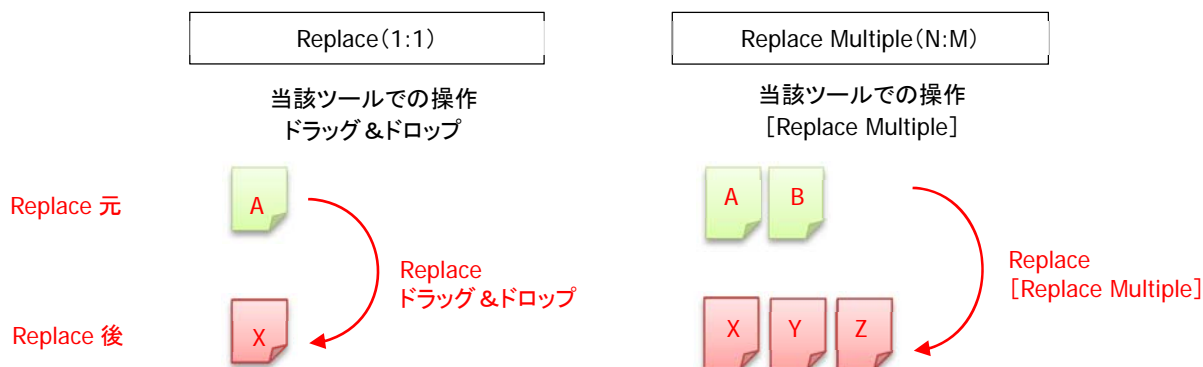 Replace(1:1)
当該ツールでの操作
ドラッグ&ドロップ
Replace 元
A
Replace
ドラッグ&ドロップ
Replace 後
X
Replace Multiple(N:M)
当該ツールでの操作
[Replace Multiple]
A B
Replace
[Replace Multiple]
X Y Z